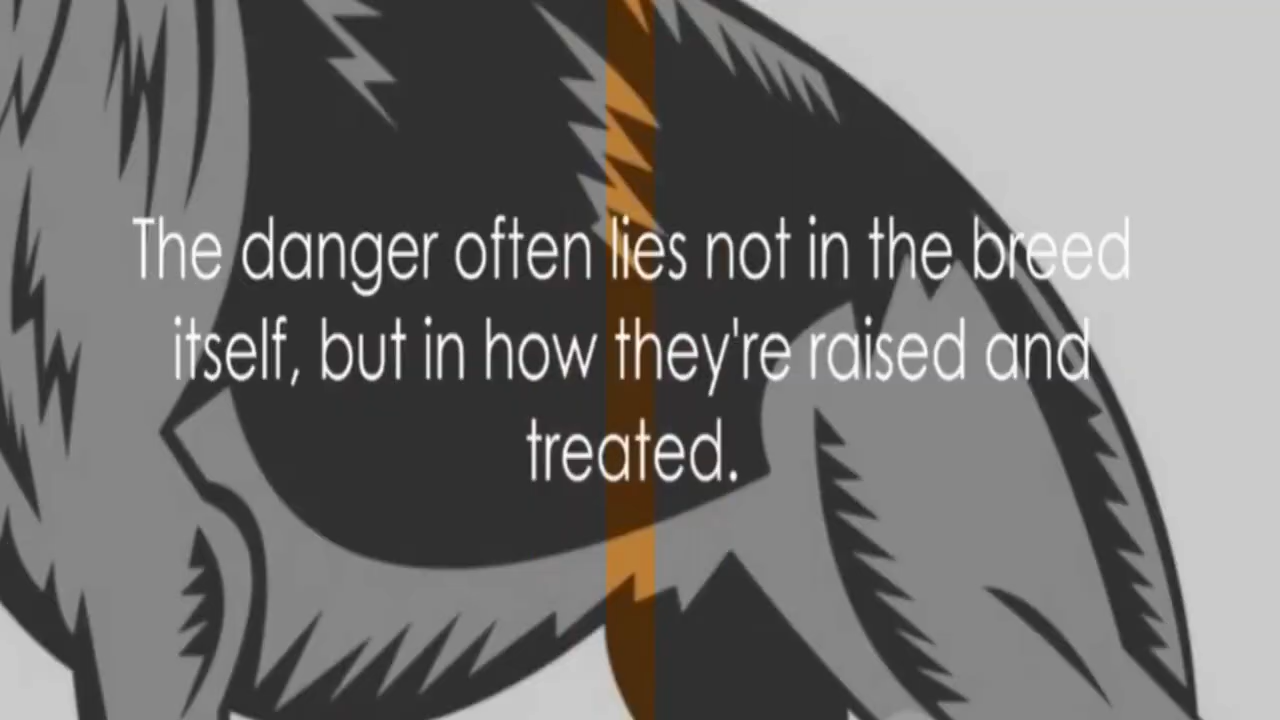 The danger often lies not in the breed
itself, but in how they're raised and
treated.